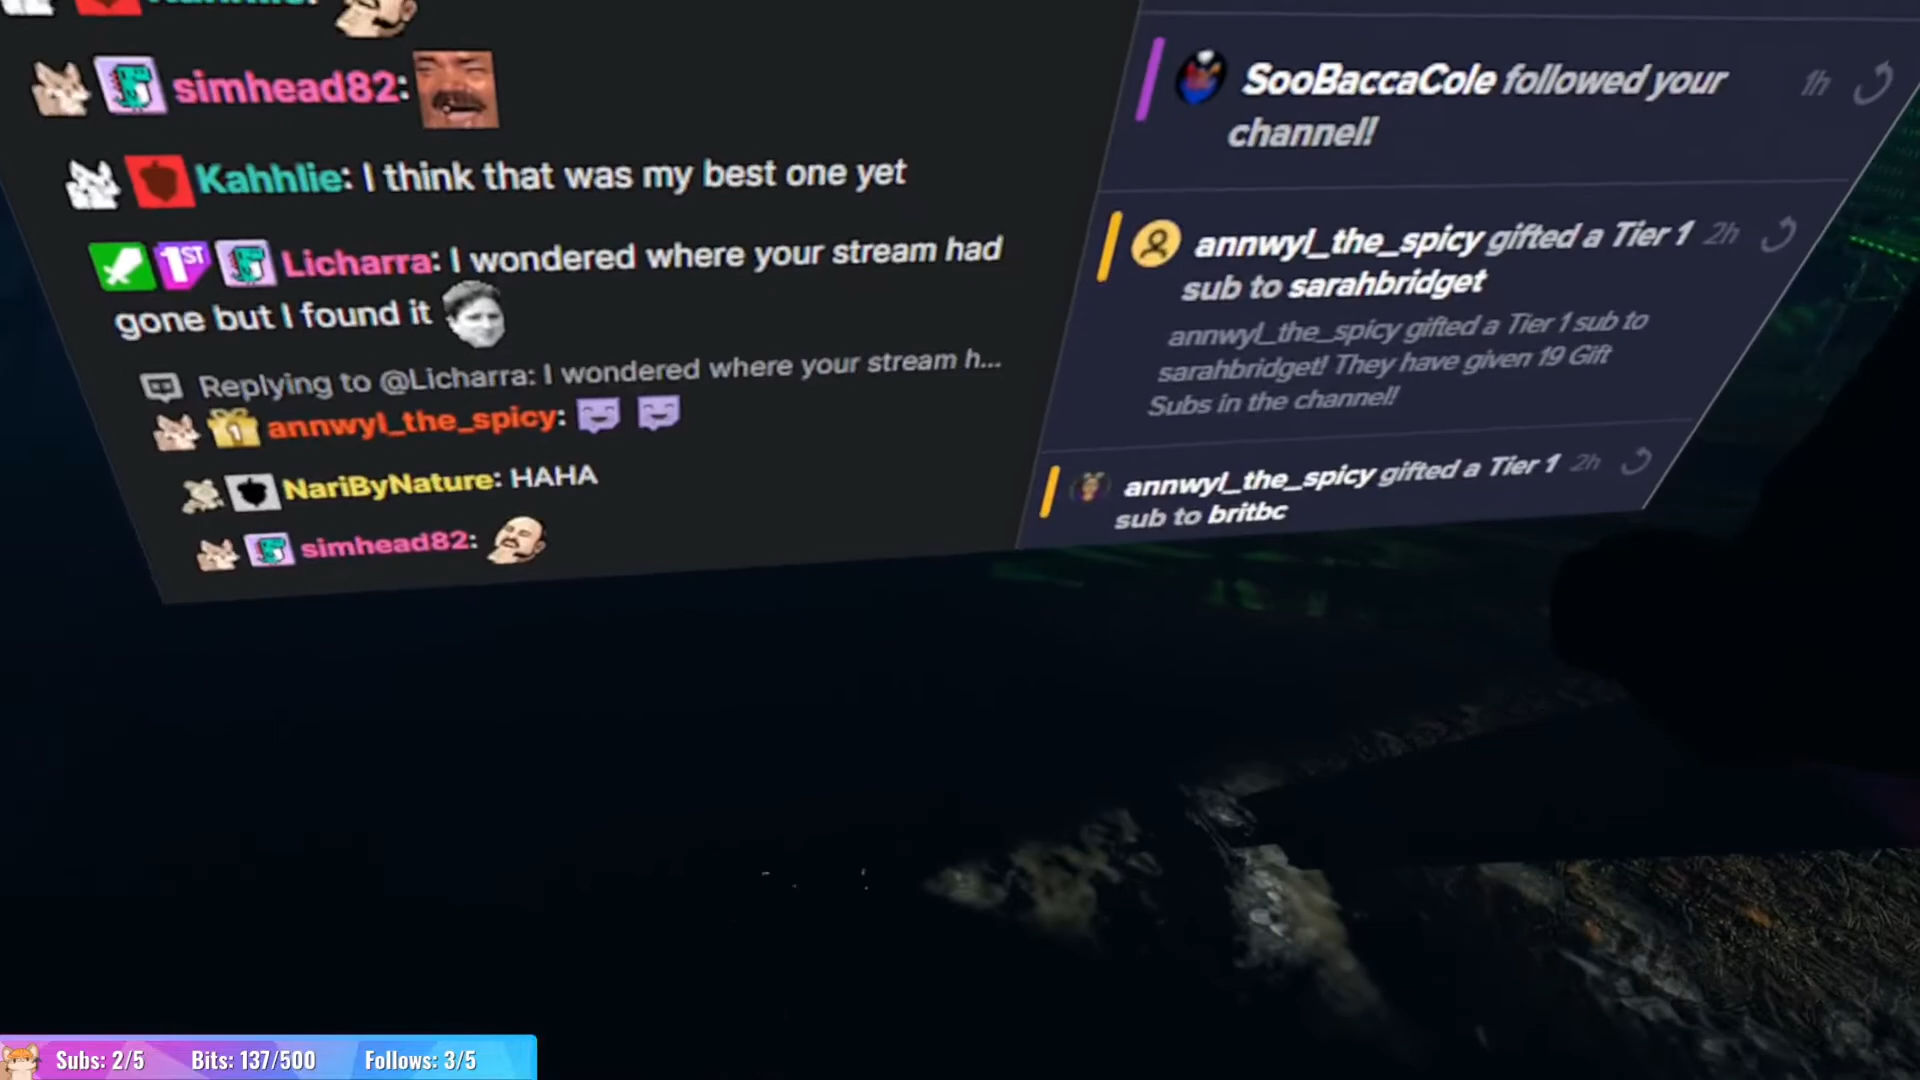 simhead82:
Kahhlie: I think that was my best one yet
1ST Licharra: I wondered where your stream had
gone but I found it
Replying to @Licharra: I wondered where your stream h...
1 annwyl_the_spicy:
NariByNature: HAHA
simhead82:
SooBaccaCole followed your 1h
channel!
annwyl_the_spicy gifted a Tier 1 2h
sub to sarahbridget
annwyl_the_spicy gifted a Tier 1 sub to
sarahbridget! They have given 19 Gift
Subs in the channel!
annwyl_the_spicy gifted a Tier 1 2h
sub to britbc
Subs: 2/5 Bits: 137/500 Follows: 3/5